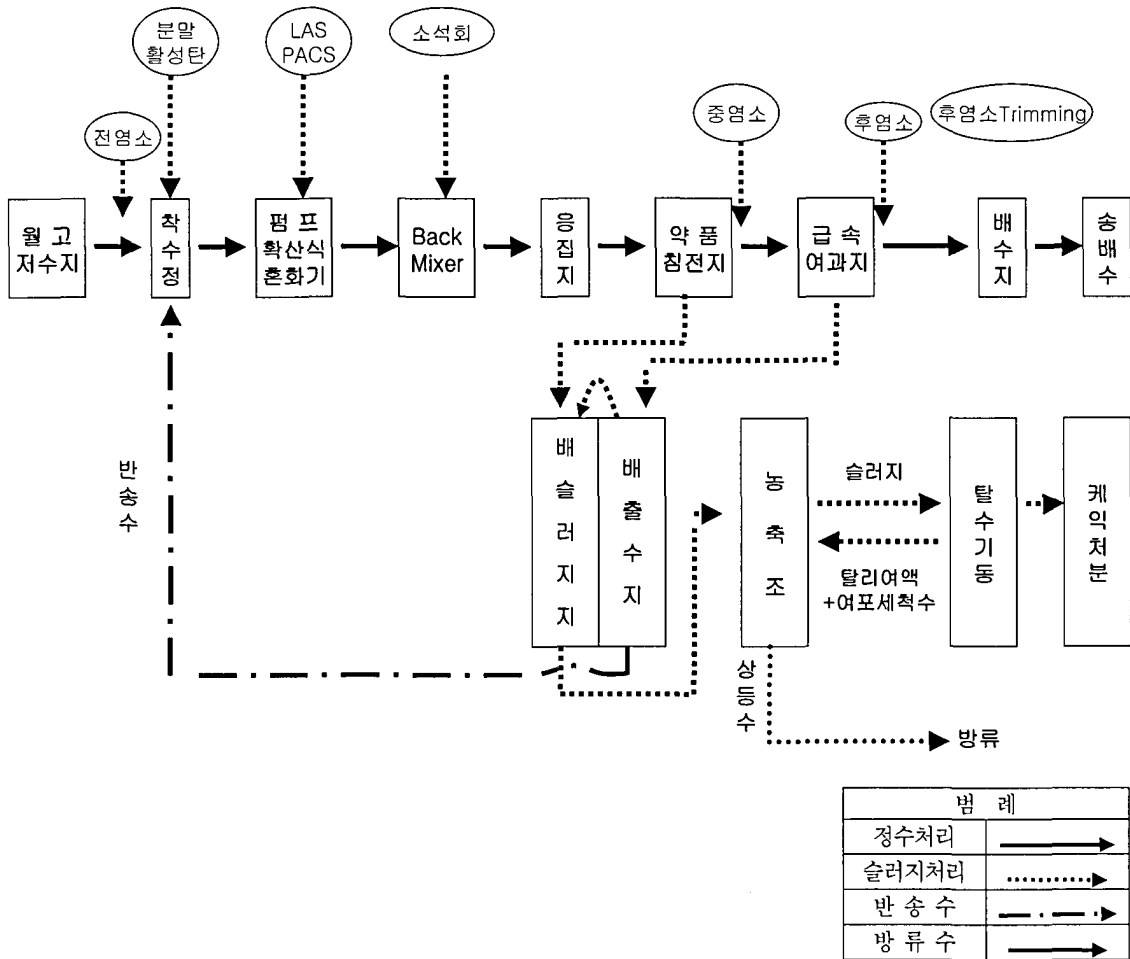 분말
활성탄
LAS
PACS
소석회
전염소
중염소
후염소
후염소Trimming
월 고
저수지
착
수
정
펌 프
확산식
혼화기
Back
Mixer
응
집
지
약 품
침전지
급 속
여과지
배
수
지
송
배
수
반
송
수
배
슬
러
지
지
배
출
수
지
농
축
조
슬러지
탈리여액
+여포세척수
탈
수
기
동
케
익
처
분
상
등
수
방류
범 례
정수처리
슬러지처리
반 송 수
방 류 수